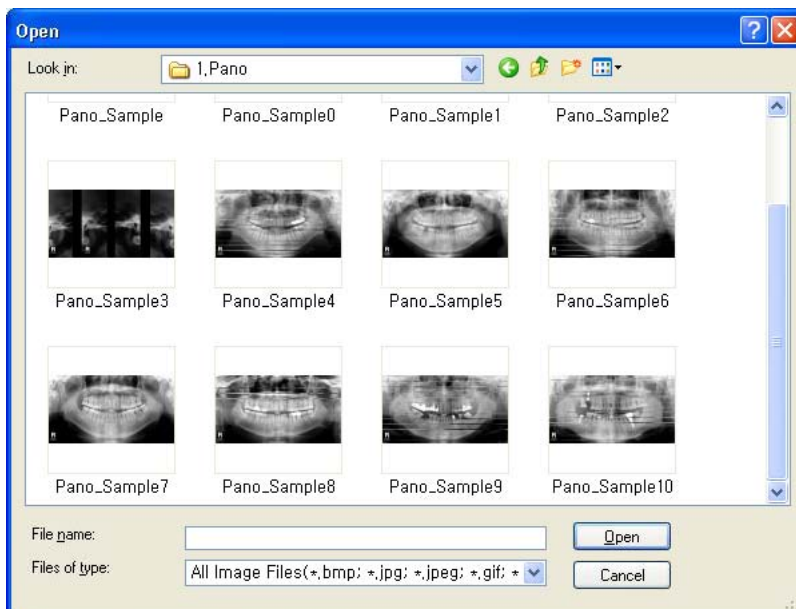 Open
Look in: 1,Pano
Pano_Sample Pano_Sample0 Pano_Sample1 Pano_Sample2
Pano_Sample3 Pano_Sample4 Pano_Sample5 Pano_Sample6
Pano_Sample7 Pano_Sample8 Pano_Sample9 Pano_Sample10
File name: Open
Files of type: All Image Files(*,bmp; *,jpg; *,jpeg; *,gif; * Cancel